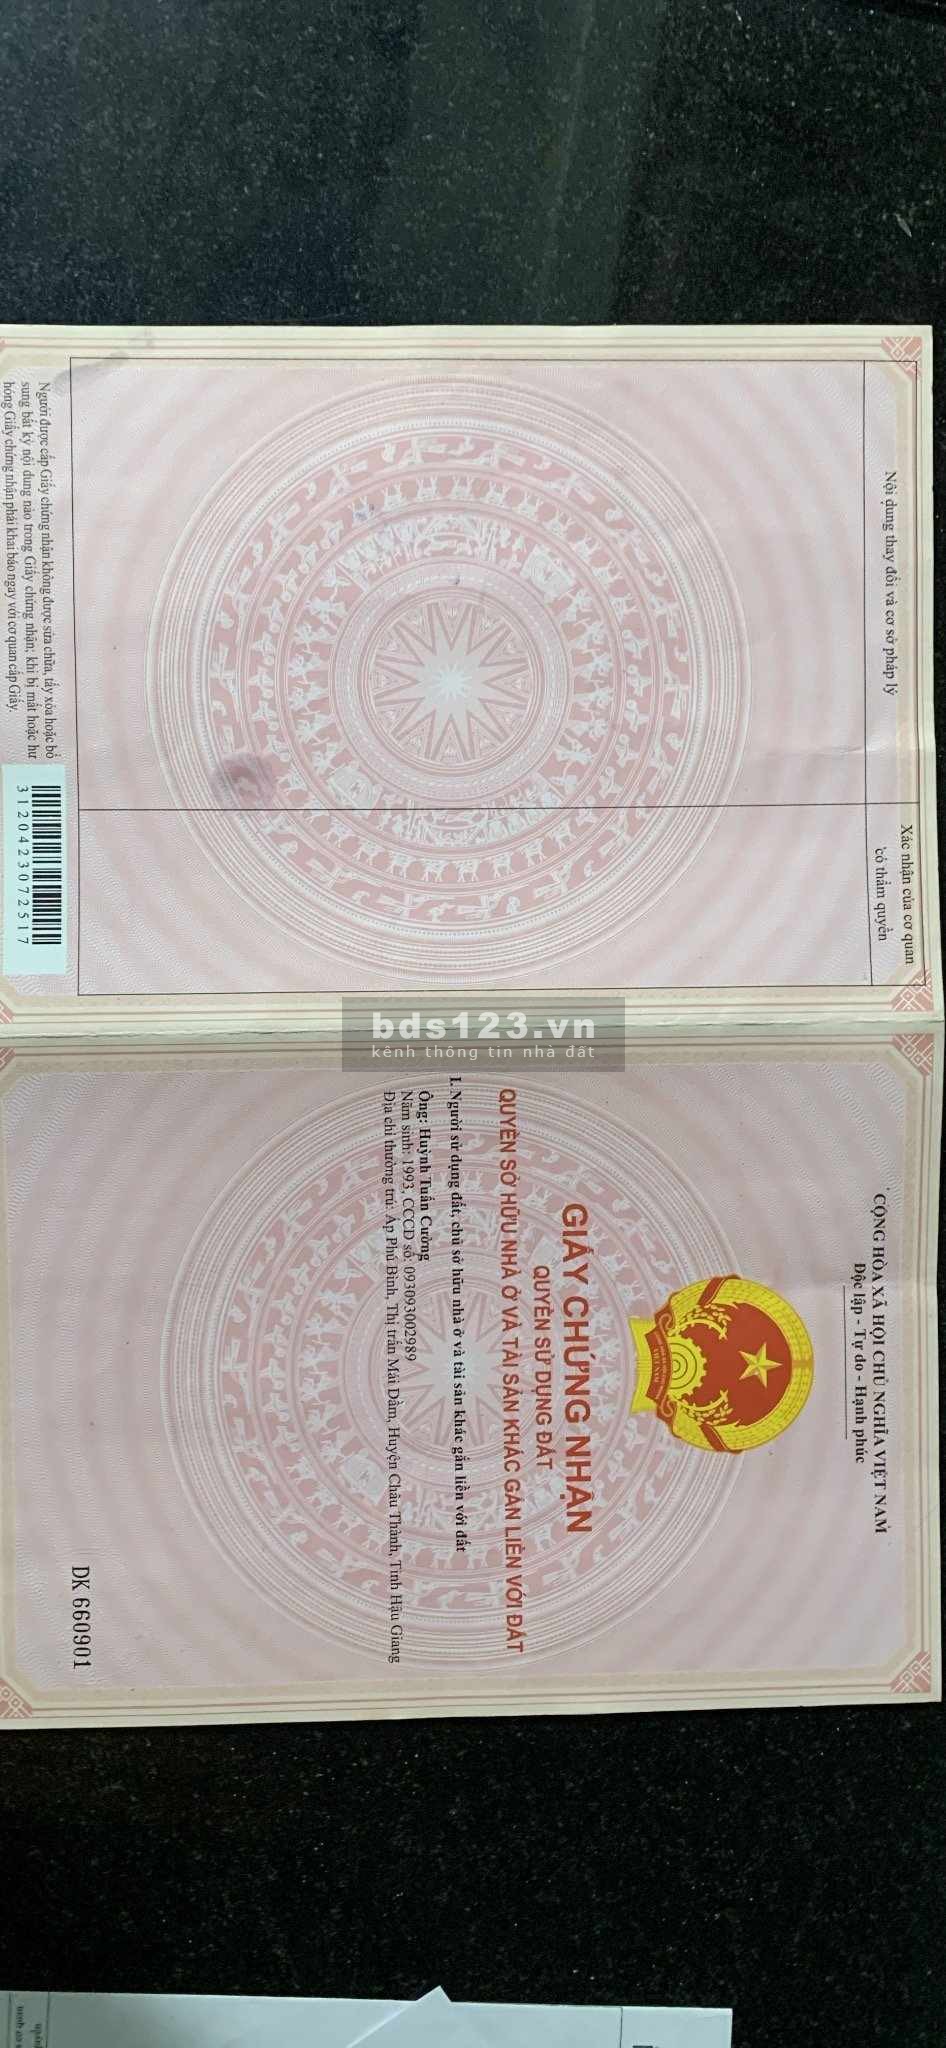 Nội dung thay đổi và cơ sở pháp lý
Xác nhận của cơ quan
có thẩm quyền
Người được cấp Giấy chứng nhận không được sửa chữa, tẩy xóa hoặc bổ
sung bất kỳ nội dung nào trong Giấy chứng nhận; khi bị mất hoặc hư
hỏng Giấy chứng nhận phải khai báo ngay với cơ quan cấp Giấy.
3120423072517
bds123.vn
kênh thông tin nhà đất
CỘNG HÒA XÃ HỘI CHỦ NGHĨA VIỆT NAM
Độc lập - Tự do - Hạnh phúc
VIỆT NAM
GIẤY CHỨNG NHẬN
QUYỀN SỬ DỤNG ĐẤT
QUYỀN SỞ HỮU NHÀ Ở VÀ TÀI SẢN KHÁC GẮN LIỀN VỚI ĐẤT
I. Người sử dụng đất, chủ sở hữu nhà ở và tài sản khác gắn liền với đất
Ông: Huỳnh Tuấn Cường
Năm sinh: 1993, CCCD số: 093093002989
Địa chỉ thường trú: Ấp Phú Bình, Thị trấn Mái Dầm, Huyện Châu Thành, Tỉnh Hậu Giang
DK 660901